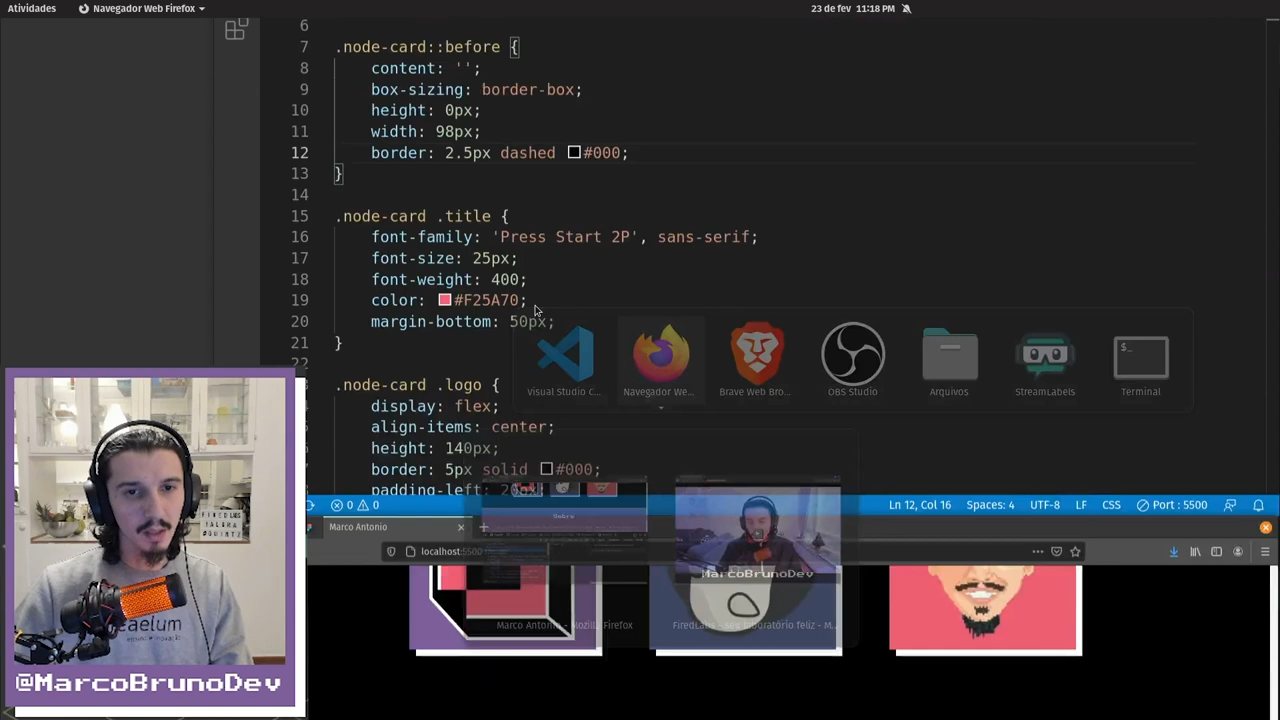 Atividades
Navegador Web Firefox
23 de fev 11:18 PM
6
7 .node-card::before {
8 content: '';
9 box-sizing: border-box;
10 height: 0px;
11 width: 98px;
12 border: 2.5px dashed #000;
13 }
14
15 .node-card .title {
16 font-family: 'Press Start 2P', sans-serif;
17 font-size: 25px;
18 font-weight: 400;
19 color: #F25A70;
20 margin-bottom: 50px;
21 }
22
.node-card .logo {
display: flex;
align-items: center;
height: 140px;
border: 5px solid #000;
padding-left: 20px;
Visual Studio C...
Navegador We...
Brave Web Bro...
OBS Studio
Arquivos
StreamLabels
Terminal
0 0
Ln 12, Col 16
Spaces: 4
UTF-8
LF
CSS
Port : 5500
Marco Antonio
localhost:5500
MarcoBrunoDev
Marco Antonio - Mozilla Firefox
FiredLabs - seu laboratório feliz - M...
@MarcoBrunoDev